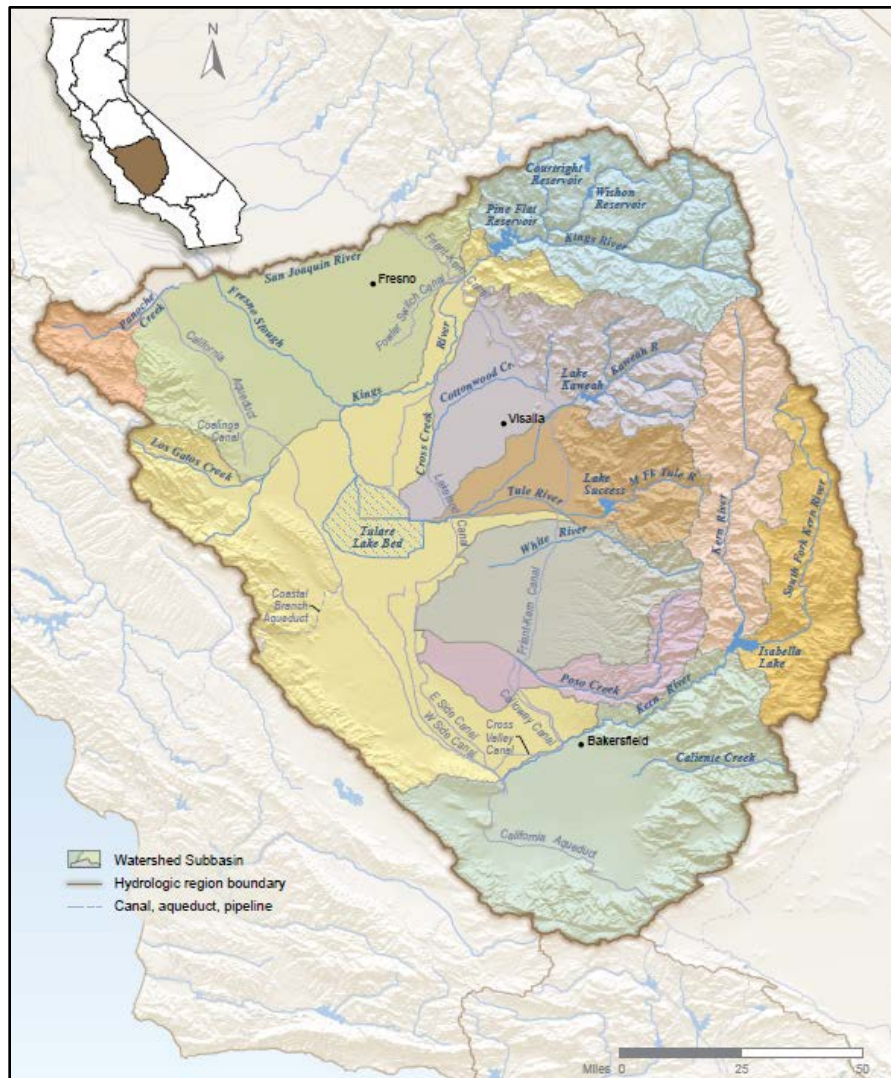 N
Courtright
Reservoir
Wishon
Reservoir
Pine Flat
Reservoir
Kings River
Friant-Kern Canal
San Joaquin River
Fresno
Fowler Switch Canal
Panoche
Creek
Fresno Slough
California
Aqueduct
Kings
River
Cottonwood Cr.
Lake
Kaweah
Kaweah R
Coalinga
Canal
Cross Creek
Visalia
Los Gatos Creek
Lakeland Canal
Tule River
Lake
Success
M Fk Tule R
Kern River
South Fork Kern River
Tulare
Lake Bed
White River
Coastal
Branch
Aqueduct
Friant-Kern Canal
Isabella
Lake
Poso Creek
Kern River
E Side Canal
W Side Canal
Calloway Canal
Cross
Valley
Canal
Bakersfield
Caliente Creek
California Aqueduct
Watershed Subbasin
Hydrologic region boundary
Canal, aqueduct, pipeline
Miles 0 25 50